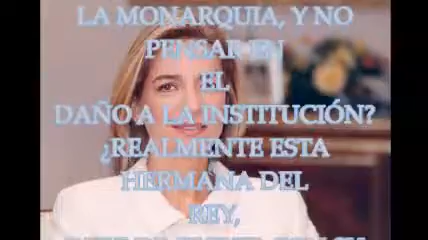 LA MONARQUIA, Y NO
PENSAR EN
EL
DAÑO A LA INSTITUCIÓN?
¿REALMENTE ESTA
HERMANA DEL
REY,